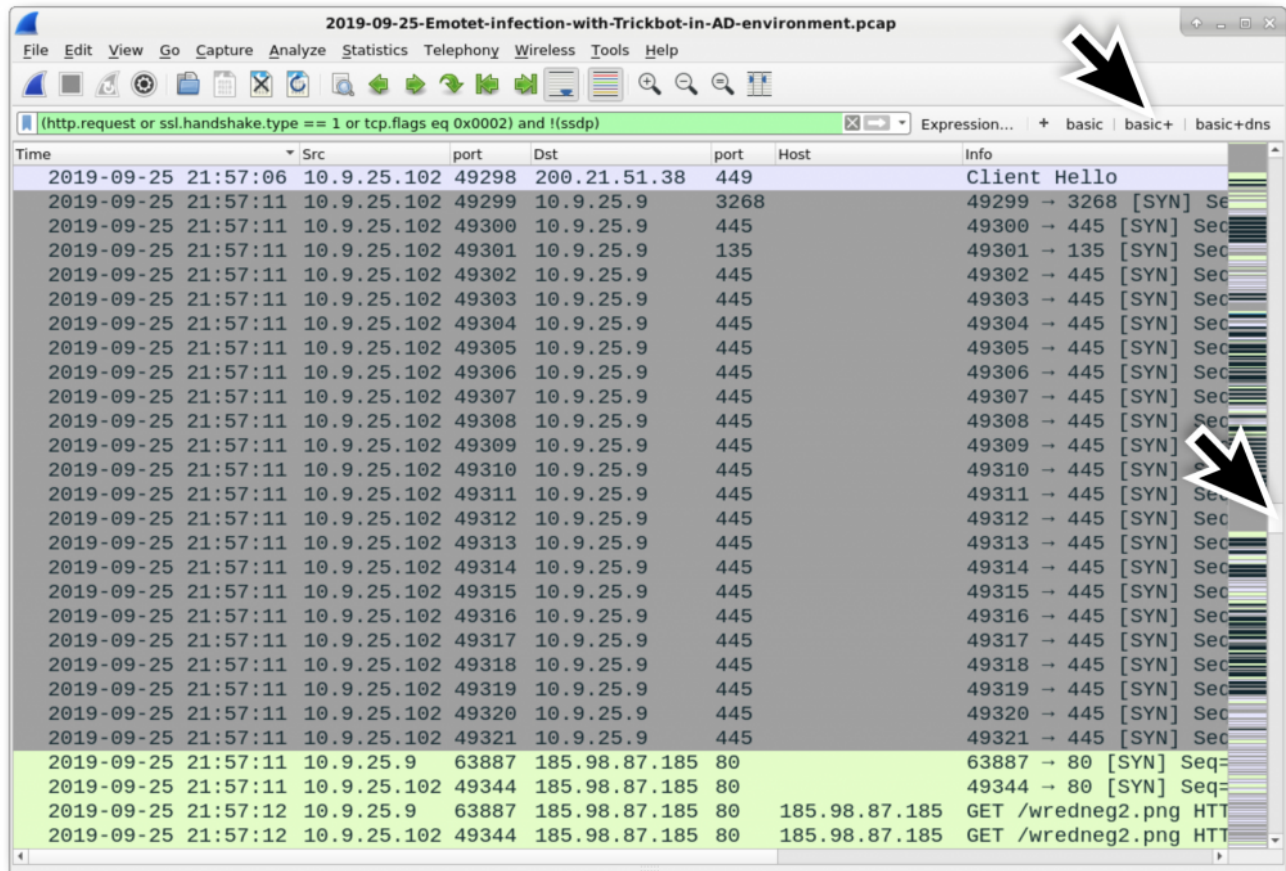 2019-09-25-Emotet-infection-with-Trickbot-in-AD-environment.pcap
File Edit View Go Capture Analyze Statistics Telephony Wireless Tools Help
(http.request or ssl.handshake.type == 1 or tcp.flags eq 0x0002) and !(ssdp) Expression... + basic | basic+ | basic+dns
Time Src port Dst port Host Info
2019-09-25 21:57:06 10.9.25.102 49298 200.21.51.38 449 Client Hello
2019-09-25 21:57:11 10.9.25.102 49299 10.9.25.9 3268 49299 → 3268 [SYN] Se
2019-09-25 21:57:11 10.9.25.102 49300 10.9.25.9 445 49300 → 445 [SYN] Sec
2019-09-25 21:57:11 10.9.25.102 49301 10.9.25.9 135 49301 → 135 [SYN] Sec
2019-09-25 21:57:11 10.9.25.102 49302 10.9.25.9 445 49302 → 445 [SYN] Sec
2019-09-25 21:57:11 10.9.25.102 49303 10.9.25.9 445 49303 → 445 [SYN] Sec
2019-09-25 21:57:11 10.9.25.102 49304 10.9.25.9 445 49304 → 445 [SYN] Sec
2019-09-25 21:57:11 10.9.25.102 49305 10.9.25.9 445 49305 → 445 [SYN] Sec
2019-09-25 21:57:11 10.9.25.102 49306 10.9.25.9 445 49306 → 445 [SYN] Sec
2019-09-25 21:57:11 10.9.25.102 49307 10.9.25.9 445 49307 → 445 [SYN] Sec
2019-09-25 21:57:11 10.9.25.102 49308 10.9.25.9 445 49308 → 445 [SYN] Sec
2019-09-25 21:57:11 10.9.25.102 49309 10.9.25.9 445 49309 → 445 [SYN]
2019-09-25 21:57:11 10.9.25.102 49310 10.9.25.9 445 49310 → 445 [SYN]
2019-09-25 21:57:11 10.9.25.102 49311 10.9.25.9 445 49311 → 445 [SYN] Sec
2019-09-25 21:57:11 10.9.25.102 49312 10.9.25.9 445 49312 → 445 [SYN] Sec
2019-09-25 21:57:11 10.9.25.102 49313 10.9.25.9 445 49313 → 445 [SYN] Sec
2019-09-25 21:57:11 10.9.25.102 49314 10.9.25.9 445 49314 → 445 [SYN] Sec
2019-09-25 21:57:11 10.9.25.102 49315 10.9.25.9 445 49315 → 445 [SYN] Sec
2019-09-25 21:57:11 10.9.25.102 49316 10.9.25.9 445 49316 → 445 [SYN] Sec
2019-09-25 21:57:11 10.9.25.102 49317 10.9.25.9 445 49317 → 445 [SYN] Sec
2019-09-25 21:57:11 10.9.25.102 49318 10.9.25.9 445 49318 → 445 [SYN] Sec
2019-09-25 21:57:11 10.9.25.102 49319 10.9.25.9 445 49319 → 445 [SYN] Sec
2019-09-25 21:57:11 10.9.25.102 49320 10.9.25.9 445 49320 → 445 [SYN] Sec
2019-09-25 21:57:11 10.9.25.102 49321 10.9.25.9 445 49321 → 445 [SYN] Sec
2019-09-25 21:57:11 10.9.25.9 63887 185.98.87.185 80 63887 → 80 [SYN] Seq=
2019-09-25 21:57:11 10.9.25.102 49344 185.98.87.185 80 49344 → 80 [SYN] Seq=
2019-09-25 21:57:12 10.9.25.9 63887 185.98.87.185 80 185.98.87.185 GET /wredneg2.png HTT
2019-09-25 21:57:12 10.9.25.102 49344 185.98.87.185 80 185.98.87.185 GET /wredneg2.png HTT